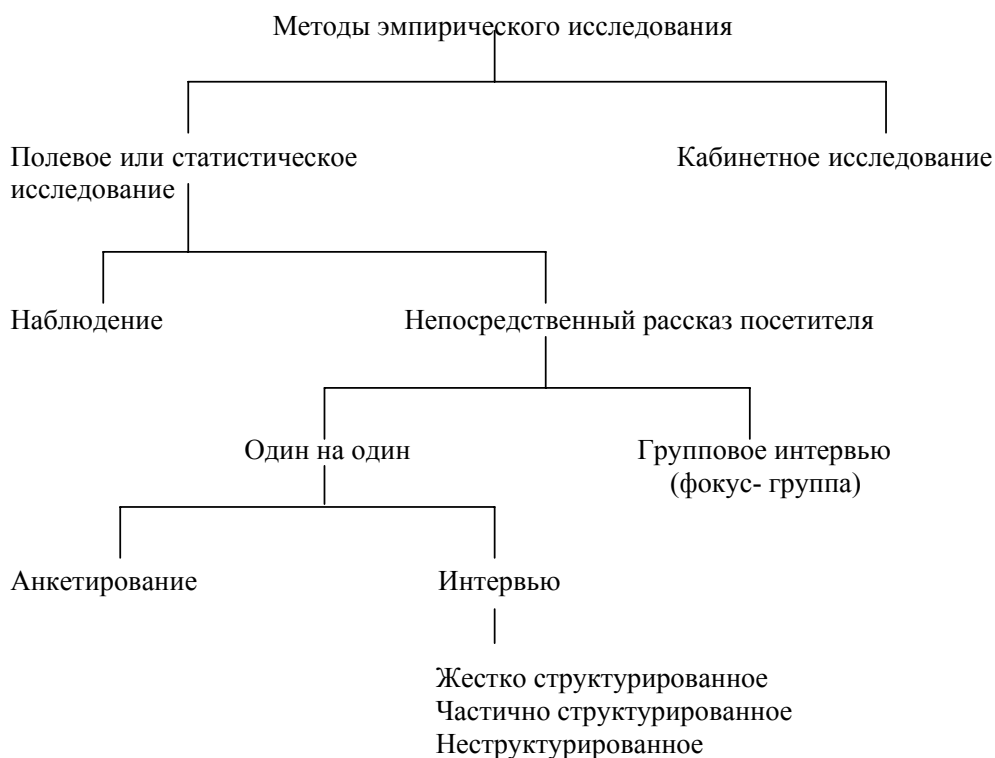 Методы эмпирического исследования
Полевое или статистическое
исследование
Кабинетное исследование
Наблюдение
Непосредственный рассказ посетителя
Один на один
Групповое интервью
(фокус- группа)
Анкетирование
Интервью
Жестко структурированное
Частично структурированное
Неструктурированное